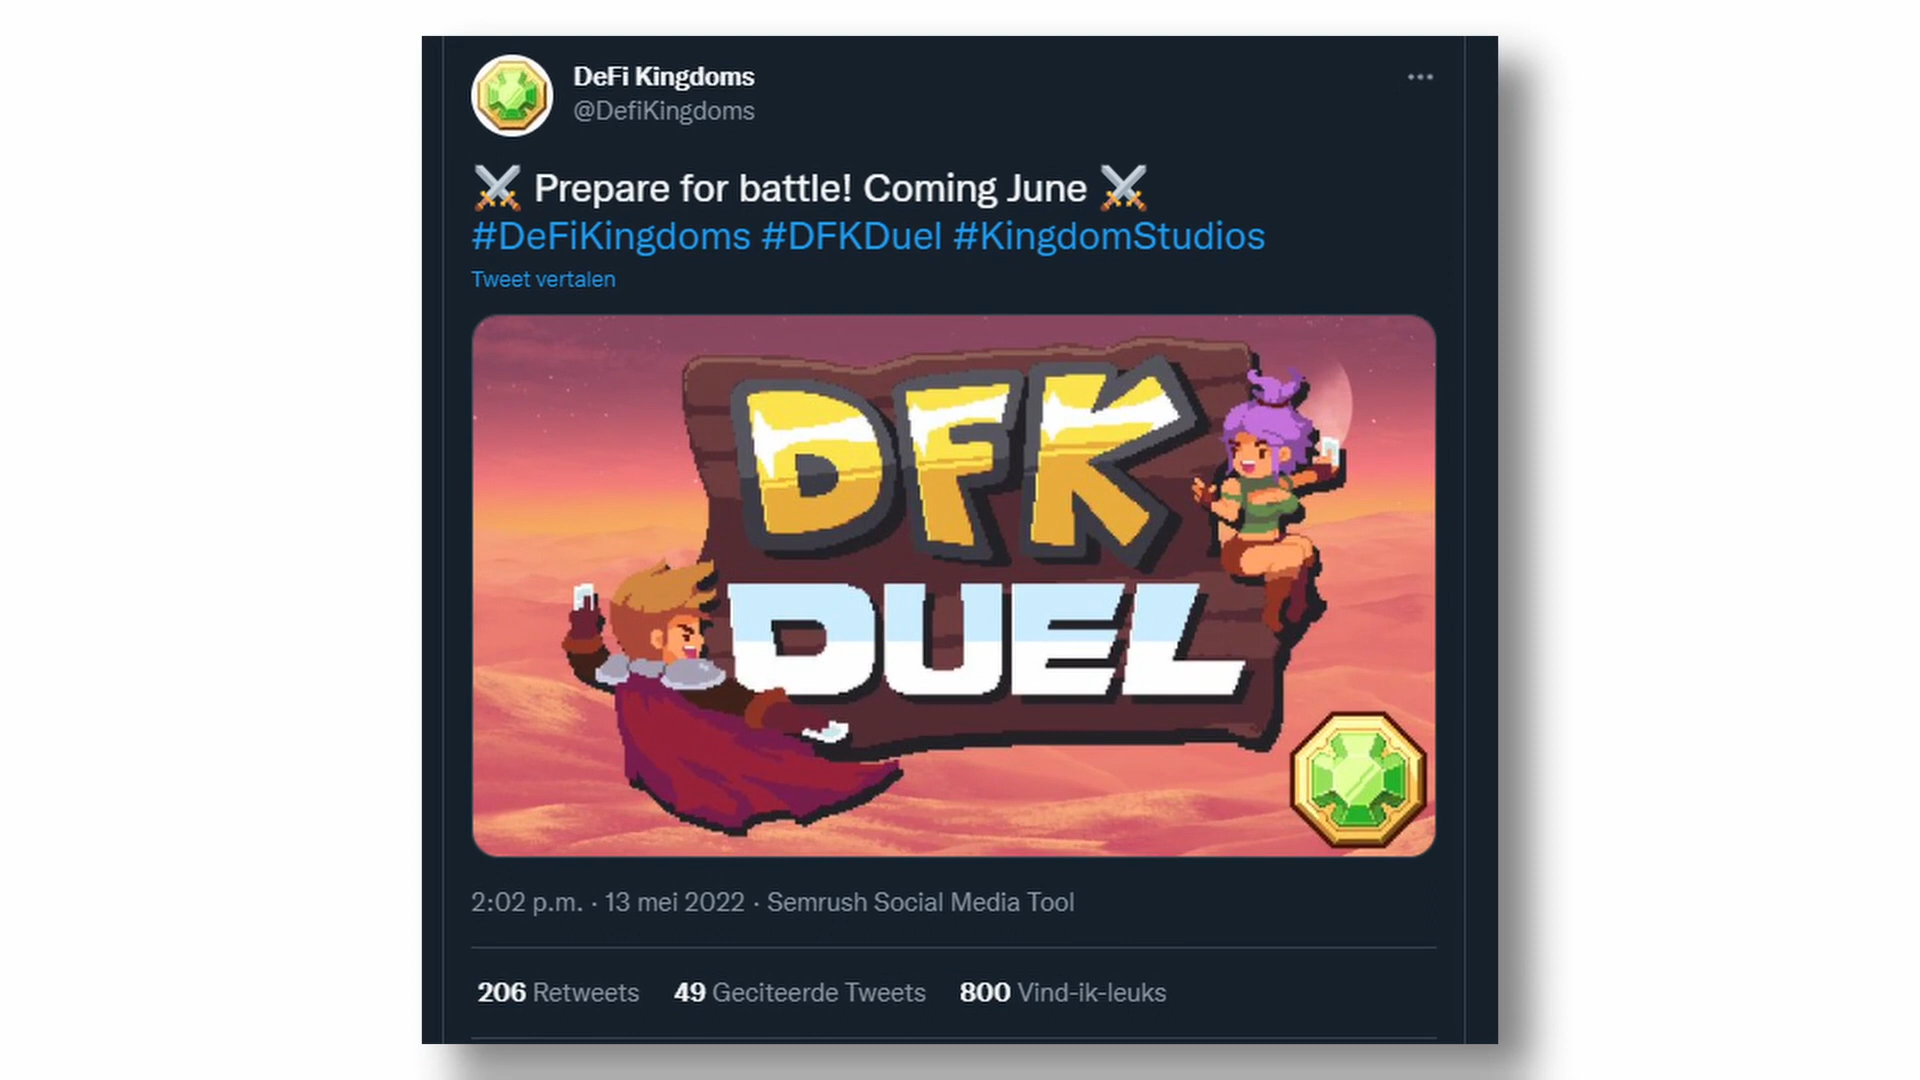 DeFi Kingdoms
@DefiKingdoms
⚔️ Prepare for battle! Coming June ⚔️
#DeFiKingdoms #DFKDuel #KingdomStudios
Tweet vertalen
DFK
DUEL
2:02 p.m. · 13 mei 2022 · Semrush Social Media Tool
206 Retweets 49 Geciteerde Tweets 800 Vind-ik-leuks